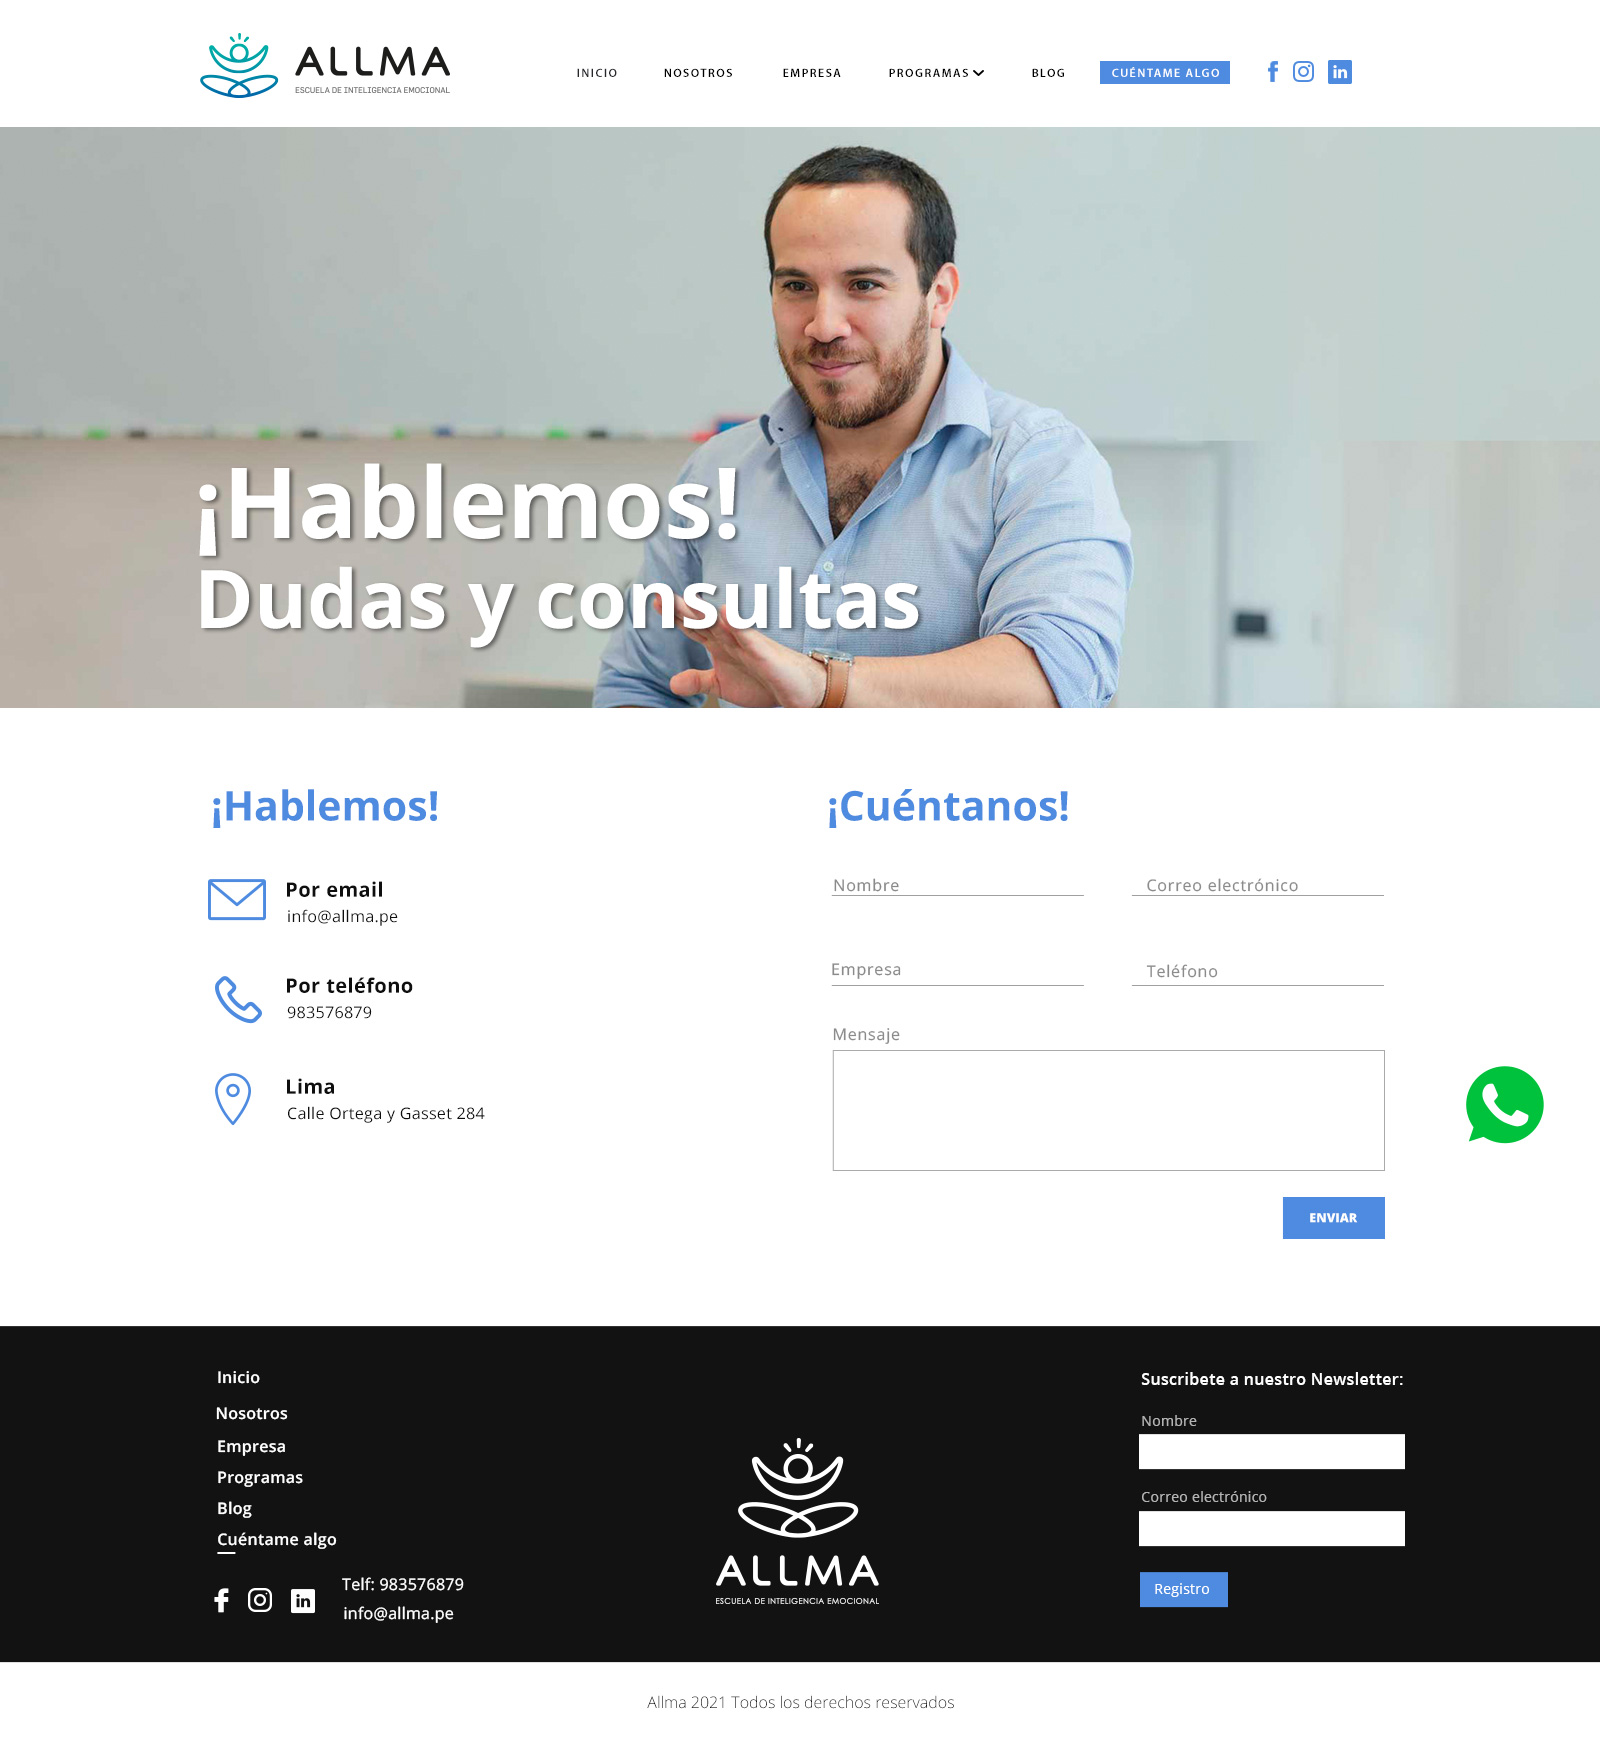 ALLMA
ESCUELA DE INTELIGENCIA EMOCIONAL
INICIO
NOSOTROS
EMPRESA
PROGRAMAS
BLOG
CUÉNTAME ALGO
¡Hablemos!
Dudas y consultas
¡Hablemos!
Por email
info@allma.pe
Por teléfono
983576879
Lima
Calle Ortega y Gasset 284
¡Cuéntanos!
Nombre
Correo electrónico
Empresa
Teléfono
Mensaje
ENVIAR
Inicio
Nosotros
Empresa
Programas
Blog
Cuéntame algo
Telf: 983576879
info@allma.pe
ALLMA
ESCUELA DE INTELIGENCIA EMOCIONAL
Suscribete a nuestro Newsletter:
Nombre
Correo electrónico
Registro
Allma 2021 Todos los derechos reservados